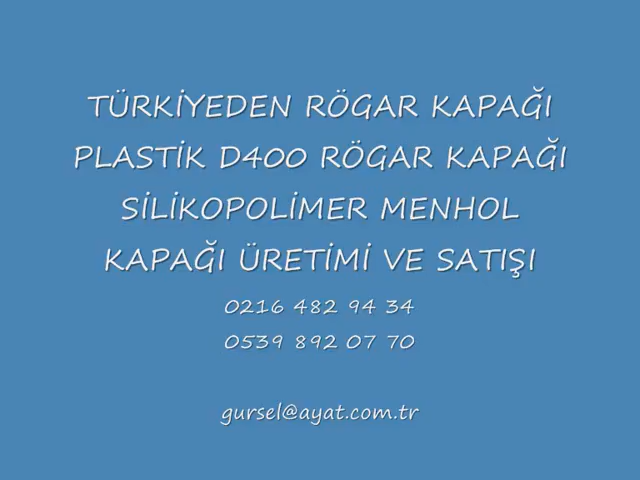 TÜRKİYEDEN RÖGAR KAPAĞI
PLASTİK D400 RÖGAR KAPAĞI
SİLİKOPOLİMER MENHOL
KAPAĞI ÜRETİMİ VE SATIŞI
0216 482 94 34
0539 892 07 70
gursel@ayat.com.tr